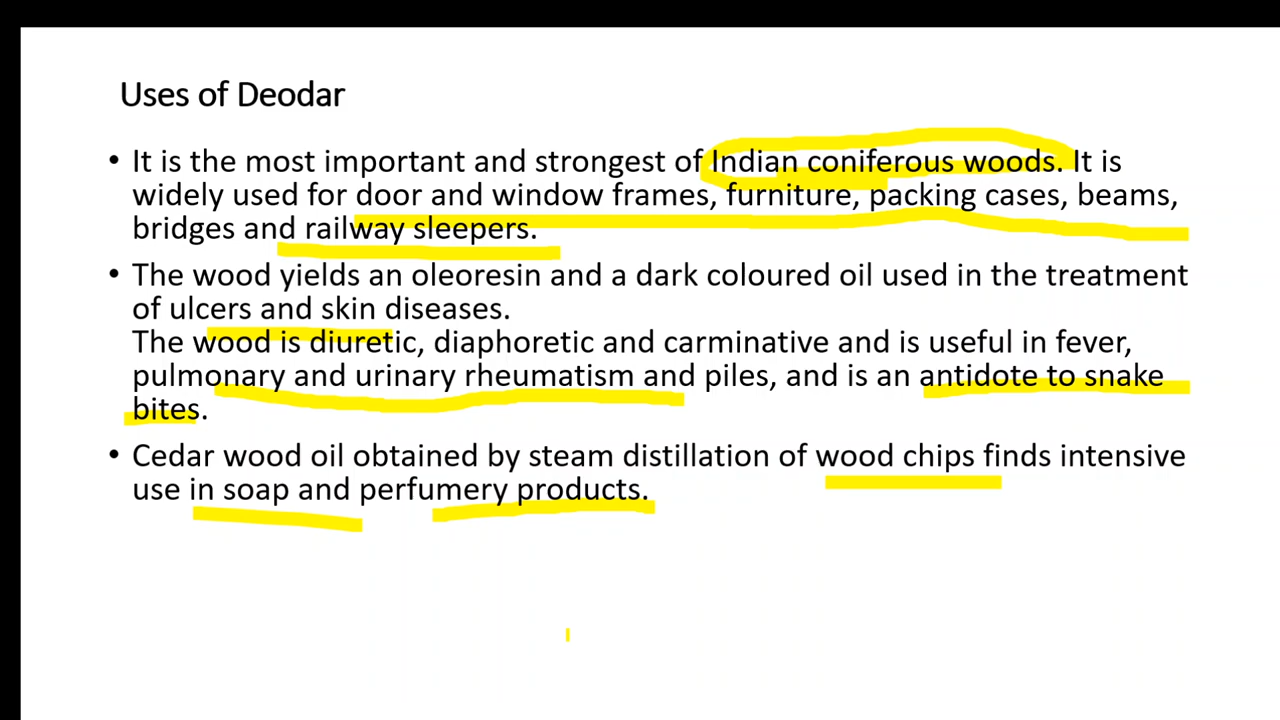 Uses of Deodar
• It is the most important and strongest of Indian coniferous woods. It is
widely used for door and window frames, furniture, packing cases, beams,
bridges and railway sleepers.
• The wood yields an oleoresin and a dark coloured oil used in the treatment
of ulcers and skin diseases.
The wood is diuretic, diaphoretic and carminative and is useful in fever,
pulmonary and urinary rheumatism and piles, and is an antidote to snake
bites.
• Cedar wood oil obtained by steam distillation of wood chips finds intensive
use in soap and perfumery products.